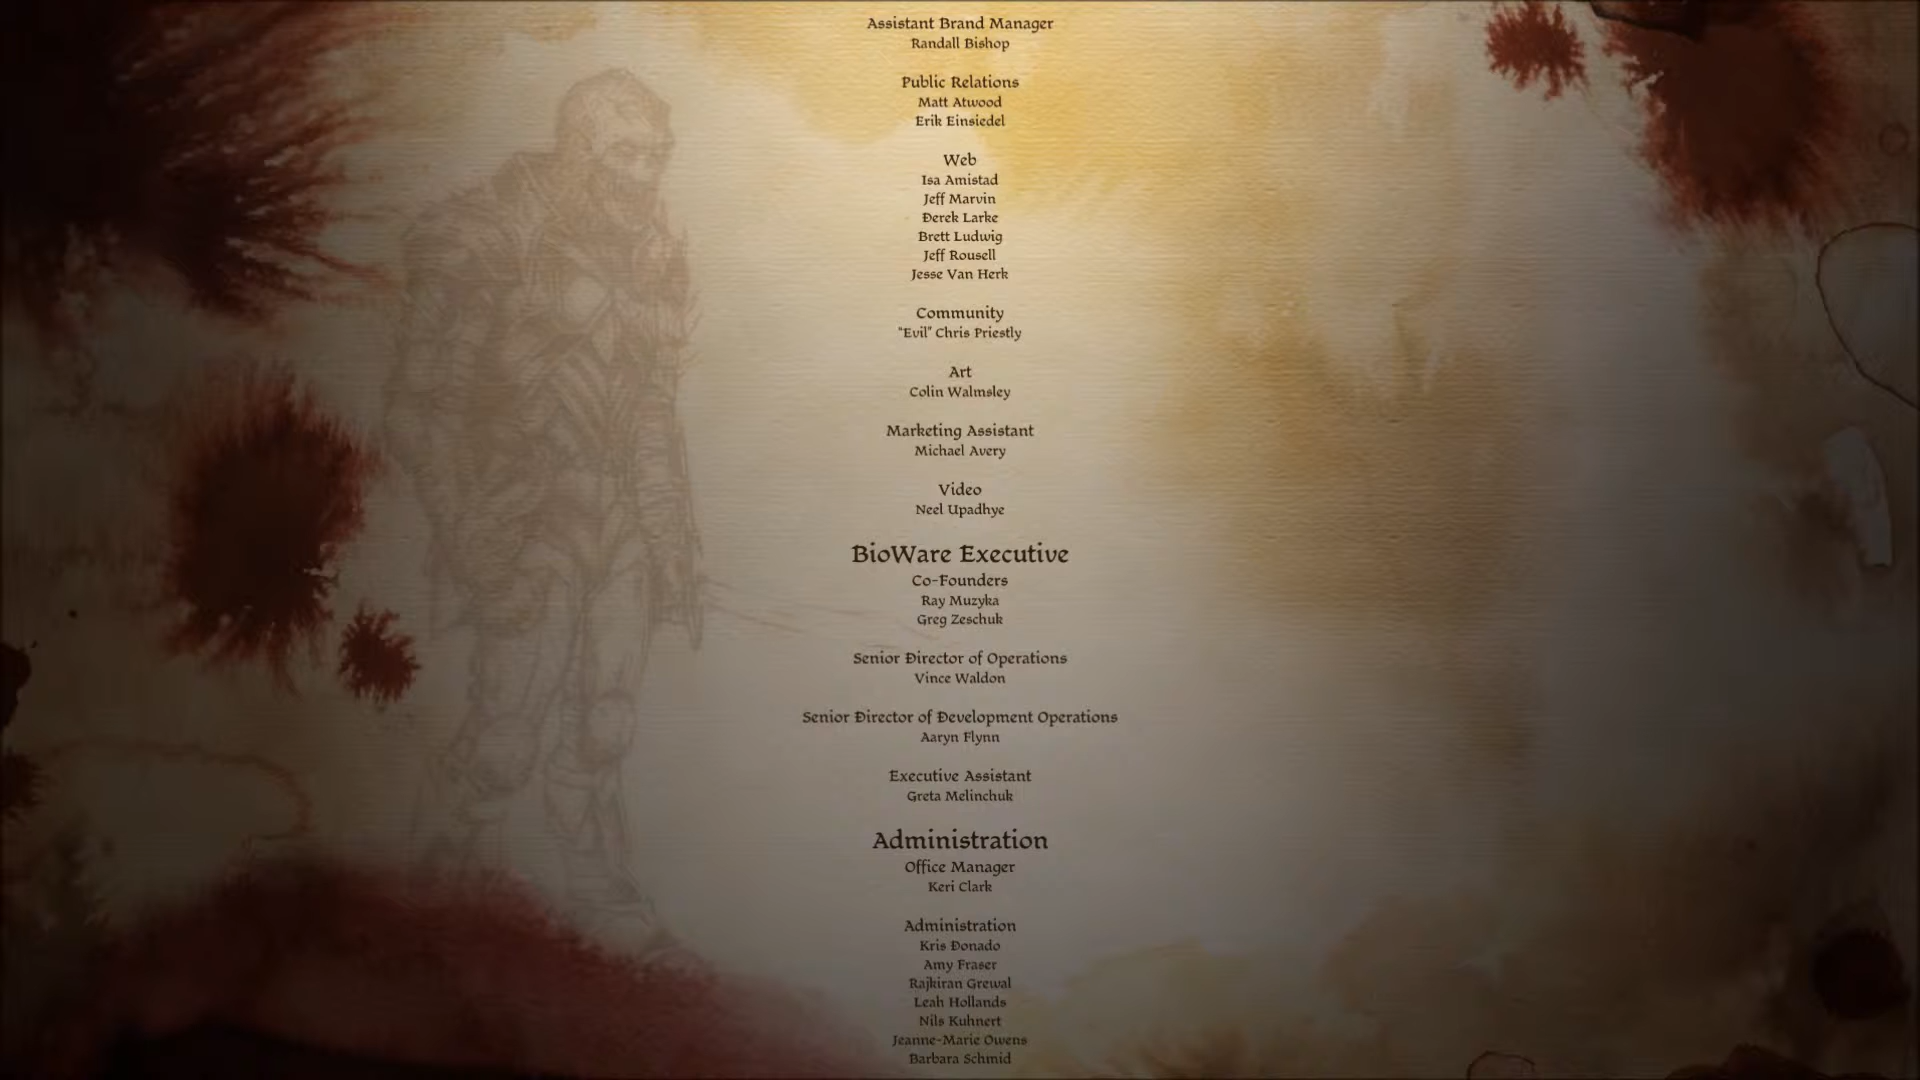 Assistant Brand Manager
Randall Bishop
Public Relations
Matt Atwood
Erik Einsiedel
Web
Isa Amistad
Jeff Marvin
Derek Larke
Brett Ludwig
Jeff Rousell
Jesse Van Herk
Community
"Evil" Chris Priestly
Art
Colin Walmsley
Marketing Assistant
Michael Avery
Video
Neel Upadhye
BioWare Executive
Co-Founders
Ray Muzyka
Greg Zeschuk
Senior Director of Operations
Vince Waldon
Senior Director of Development Operations
Aaryn Flynn
Executive Assistant
Greta Melinchuk
Administration
Office Manager
Keri Clark
Administration
Kris Donado
Amy Fraser
Rajkiran Grewal
Leah Hollands
Nils Kuhnert
Jeanne-Marie Owens
Barbara Schmid